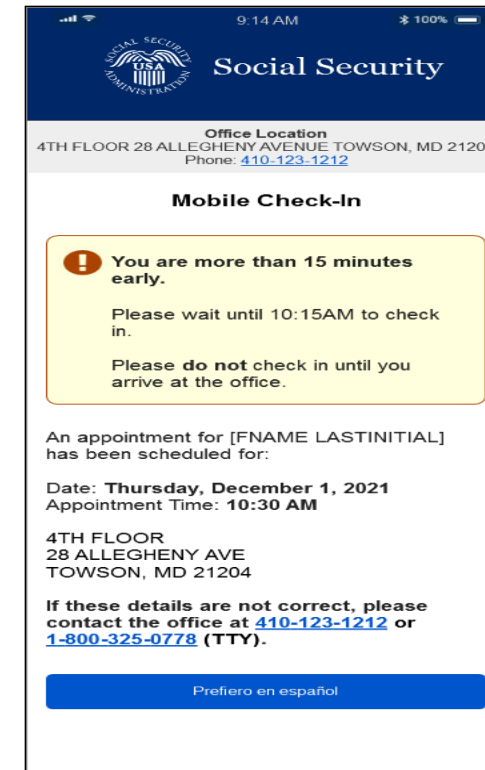 9:14 AM
100%
SOCIAL SECURITY
USA
ADMINISTRATION
Social Security
Office Location
4TH FLOOR 28 ALLEGHENY AVENUE TOWSON, MD 2120
Phone: 410-123-1212
Mobile Check-In
You are more than 15 minutes
early.
Please wait until 10:15AM to check
in.
Please do not check in until you
arrive at the office.
An appointment for [FNAME LASTINITIAL]
has been scheduled for:
Date: Thursday, December 1, 2021
Appointment Time: 10:30 AM
4TH FLOOR
28 ALLEGHENY AVE
TOWSON, MD 21204
If these details are not correct, please
contact the office at 410-123-1212 or
1-800-325-0778 (TTY).
Prefiero en español